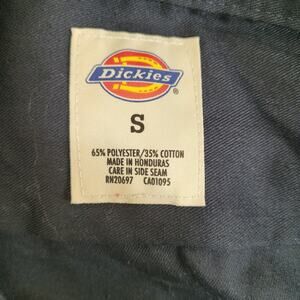 Dickies
®
S
65% POLYESTER/35% COTTON
MADE IN HONDURAS
CARE IN SIDE SEAM
RN20697 CA01095